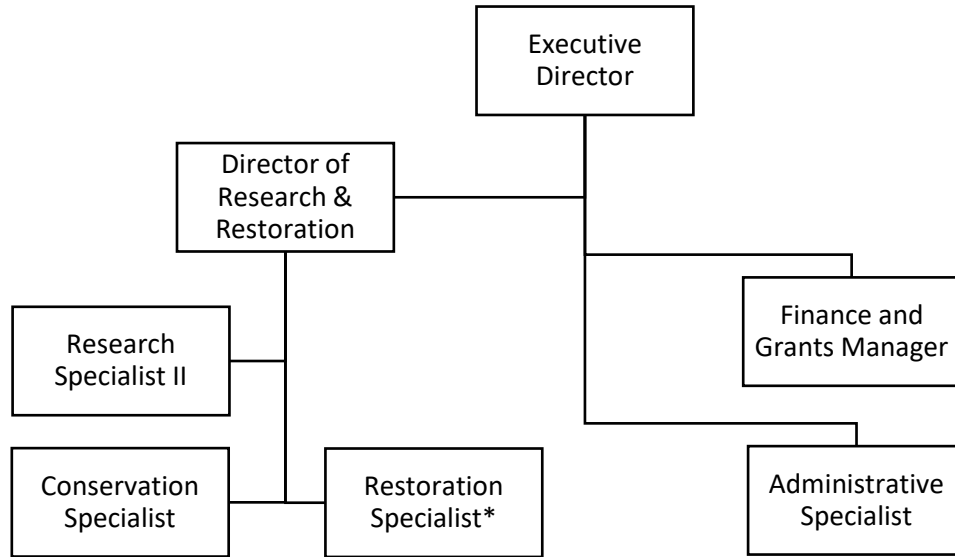 Executive
Director
Director of
Research &
Restoration
Finance and
Grants Manager
Research
Specialist II
Conservation
Specialist
Restoration
Specialist*
Administrative
Specialist